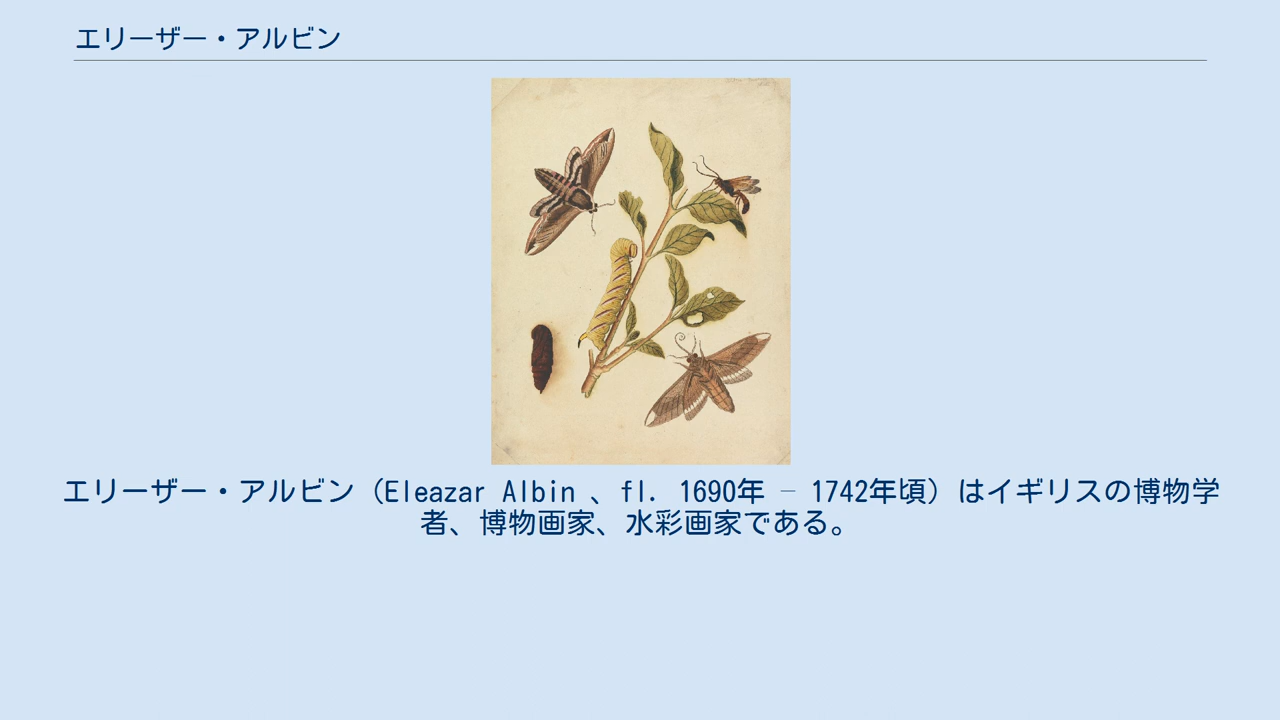 エリーザー・アルビン
エリーザー・アルビン（Eleazar Albin 、fl. 1690年 – 1742年頃）はイギリスの博物学
者、博物画家、水彩画家である。